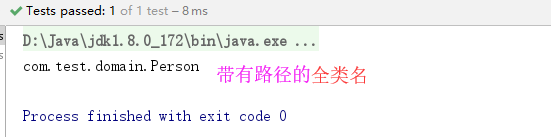 Tests passed: 1 of 1 test – 8 ms
D:\Java\jdk1.8.0_172\bin\java.exe ...
com.test.domain.Person
带有路径的全类名
Process finished with exit code 0